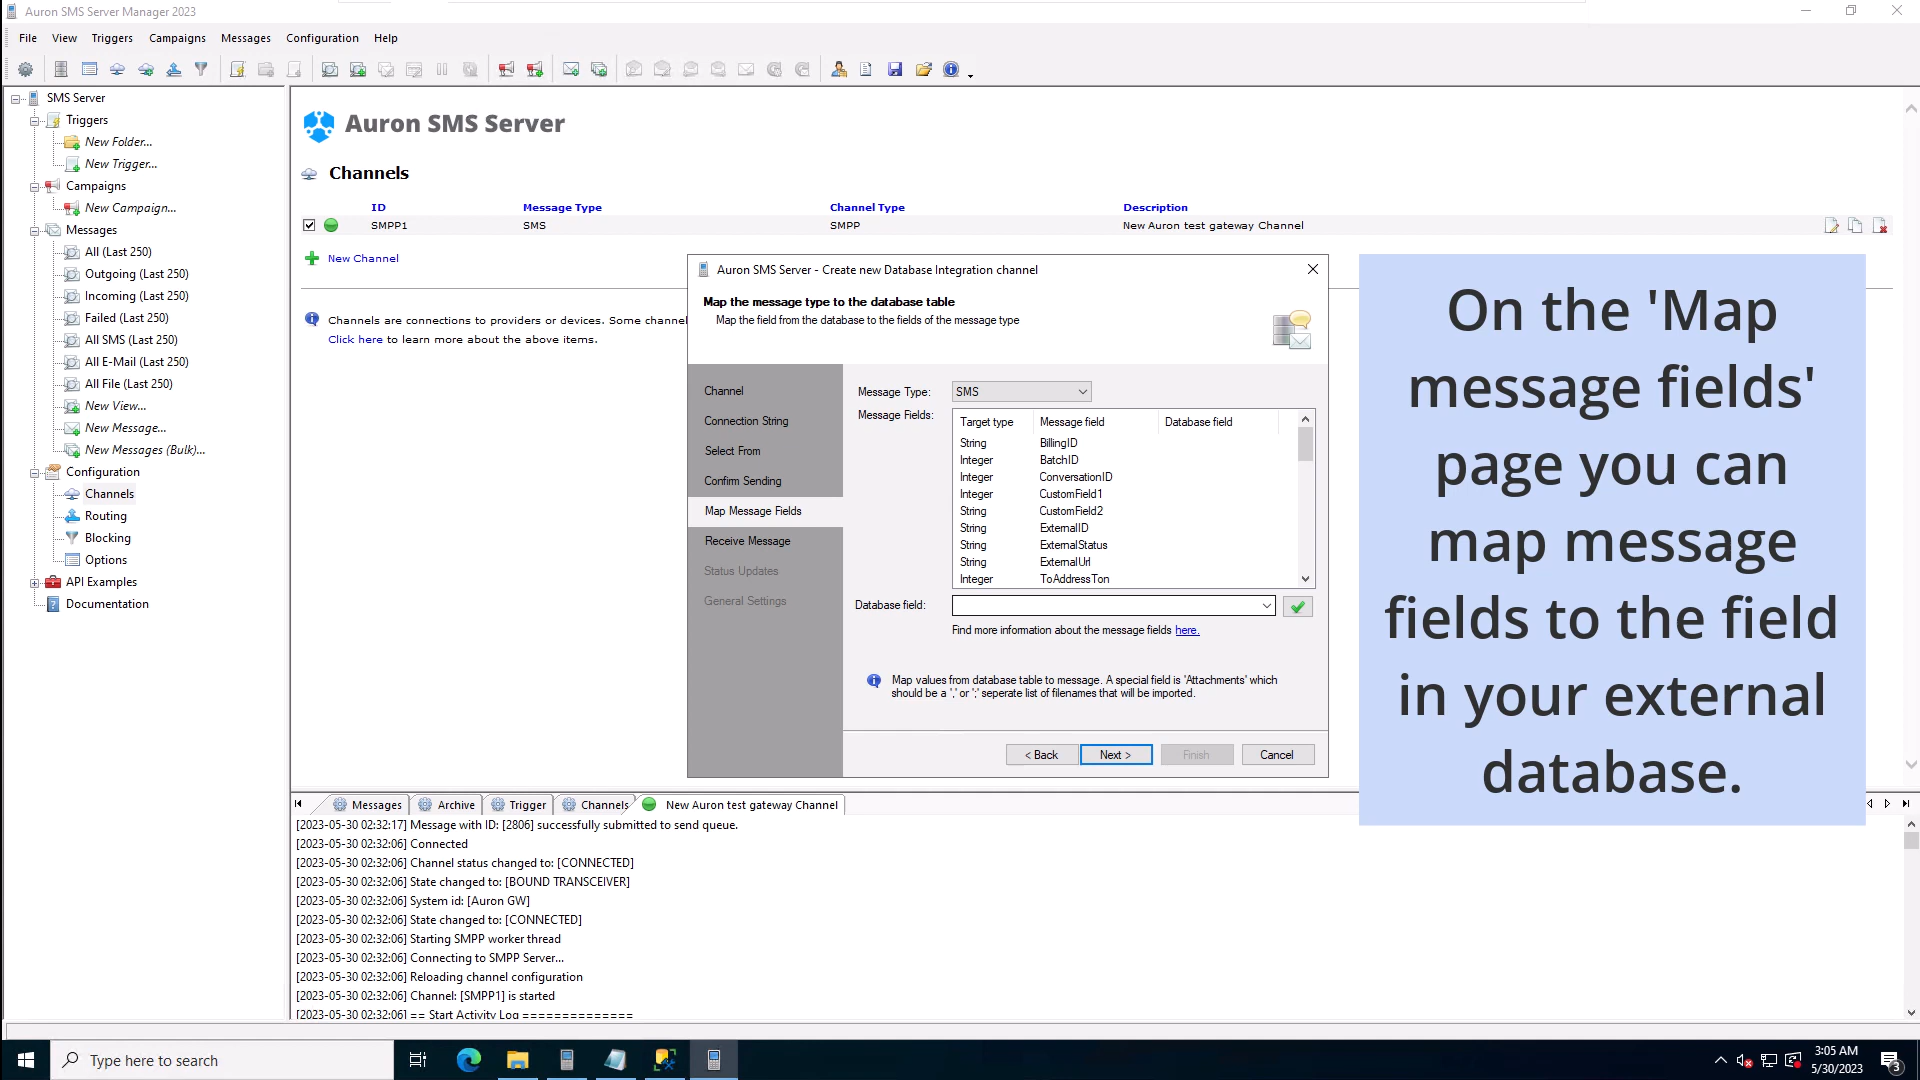 Auron SMS Server Manager 2023
File View Triggers Campaigns Messages Configuration Help
SMS Server
Triggers
New Folder...
New Trigger...
Campaigns
New Campaign...
Messages
All (Last 250)
Outgoing (Last 250)
Incoming (Last 250)
Failed (Last 250)
All SMS (Last 250)
All E-Mail (Last 250)
All File (Last 250)
New View...
New Message...
New Messages (Bulk)...
Configuration
Channels
Routing
Blocking
Options
API Examples
Documentation
Auron SMS Server
Channels
ID Message Type Channel Type Description
SMPP1 SMS SMPP New Auron test gateway Channel
New Channel
Channels are connections to providers or devices. Some channel
Click here to learn more about the above items.
Auron SMS Server - Create new Database Integration channel
Map the message type to the database table
Map the field from the database to the fields of the message type
Channel
Connection String
Select From
Confirm Sending
Map Message Fields
Receive Message
Status Updates
General Settings
Message Type: SMS
Message Fields:
Target type Message field Database field
String BillingID
Integer BatchID
Integer ConversationID
Integer CustomField1
String CustomField2
String ExternalID
String ExternalStatus
String ExternalUrl
Integer ToAddressTon
Database field:
Find more information about the message fields here.
Map values from database table to message. A special field is 'Attachments' which
should be a ',' or ';' seperate list of filenames that will be imported.
< Back Next > Finish Cancel
On the 'Map
message fields'
page you can
map message
fields to the field
in your external
database.
Messages Archive Trigger Channels New Auron test gateway Channel
[2023-05-30 02:32:17] Message with ID: [2806] successfully submitted to send queue.
[2023-05-30 02:32:06] Connected
[2023-05-30 02:32:06] Channel status changed to: [CONNECTED]
[2023-05-30 02:32:06] State changed to: [BOUND TRANSCEIVER]
[2023-05-30 02:32:06] System id: [Auron GW]
[2023-05-30 02:32:06] State changed to: [CONNECTED]
[2023-05-30 02:32:06] Starting SMPP worker thread
[2023-05-30 02:32:06] Connecting to SMPP Server...
[2023-05-30 02:32:06] Reloading channel configuration
[2023-05-30 02:32:06] Channel: [SMPP1] is started
[2023-05-30 02:32:06] == Start Activity Log ==============
Type here to search
3:05 AM
5/30/2023
3